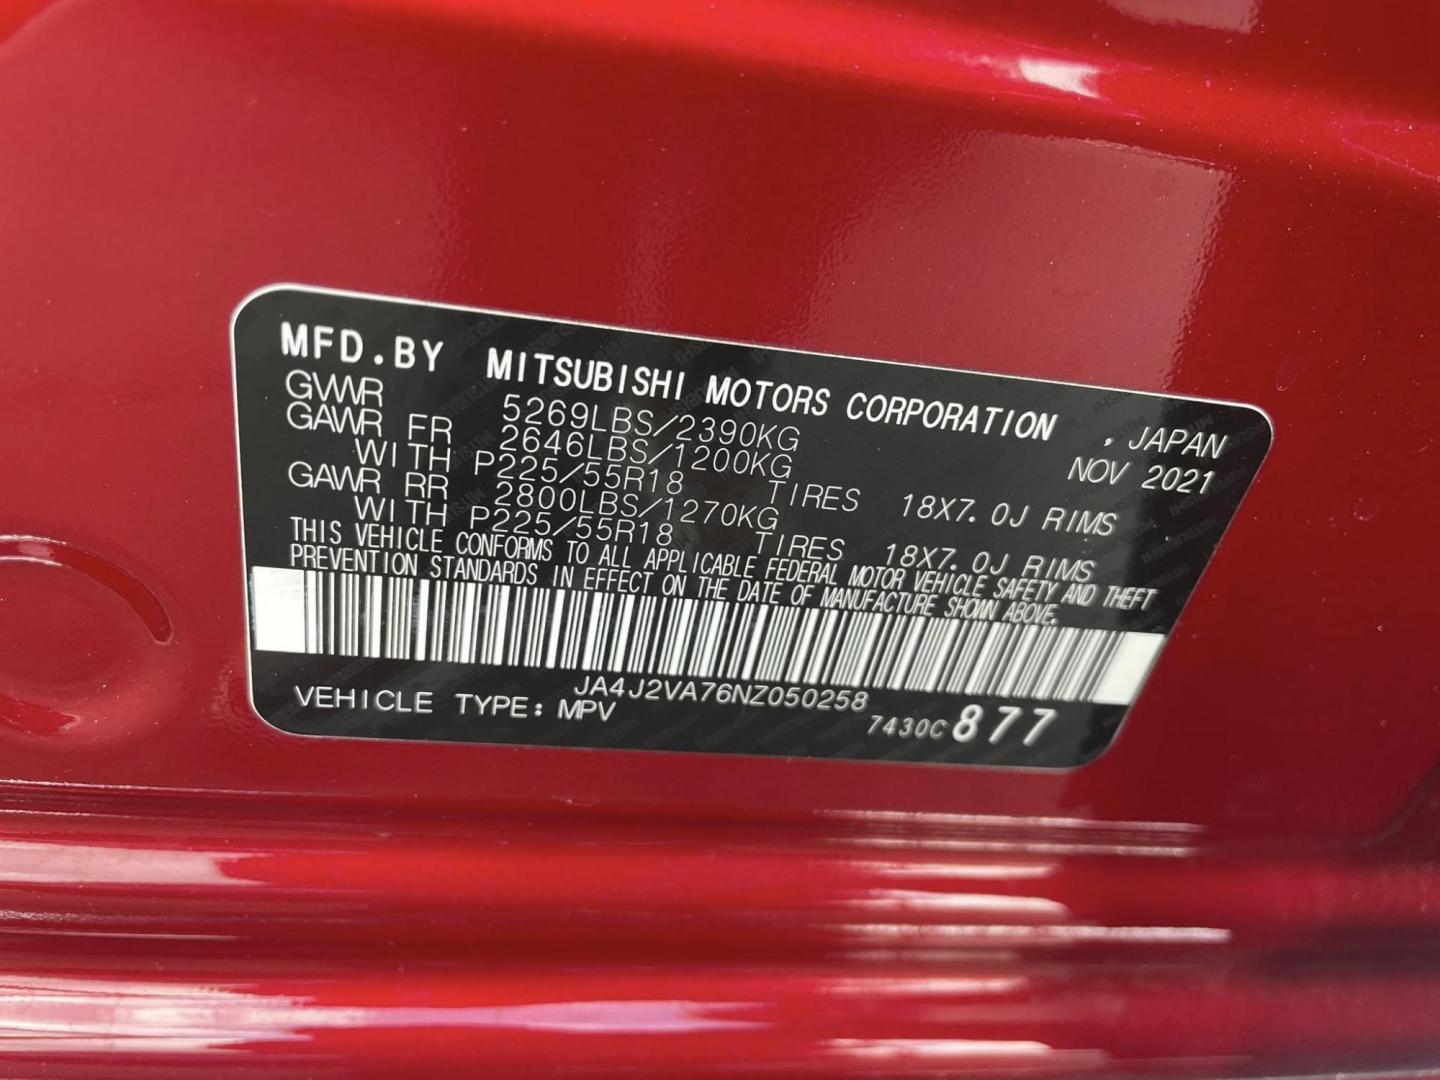 MFD.BY MITSUBISHI MOTORS CORPORATION , JAPAN
GVWR 5269LBS/2390KG NOV 2021
GAWR FR 2646LBS/1200KG
WITH P225/55R18 TIRES 18X7.0J RIMS
GAWR RR 2800LBS/1270KG
WITH P225/55R18 TIRES 18X7.0J RIMS
THIS VEHICLE CONFORMS TO ALL APPLICABLE FEDERAL MOTOR VEHICLE SAFETY AND THEFT
PREVENTION STANDARDS IN EFFECT ON THE DATE OF MANUFACTURE SHOWN ABOVE.
JA4J2VA76NZ050258
VEHICLE TYPE: MPV 7430C 877